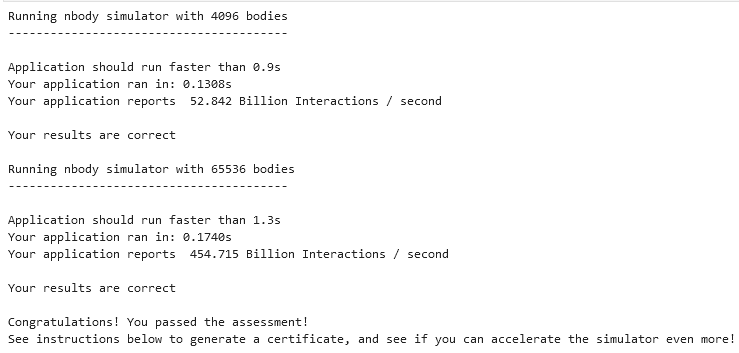 Running nbody simulator with 4096 bodies
----------------------------------------
Application should run faster than 0.9s
Your application ran in: 0.1308s
Your application reports  52.842 Billion Interactions / second
Your results are correct
Running nbody simulator with 65536 bodies
----------------------------------------
Application should run faster than 1.3s
Your application ran in: 0.1740s
Your application reports  454.715 Billion Interactions / second
Your results are correct
Congratulations! You passed the assessment!
See instructions below to generate a certificate, and see if you can accelerate the simulator even more!